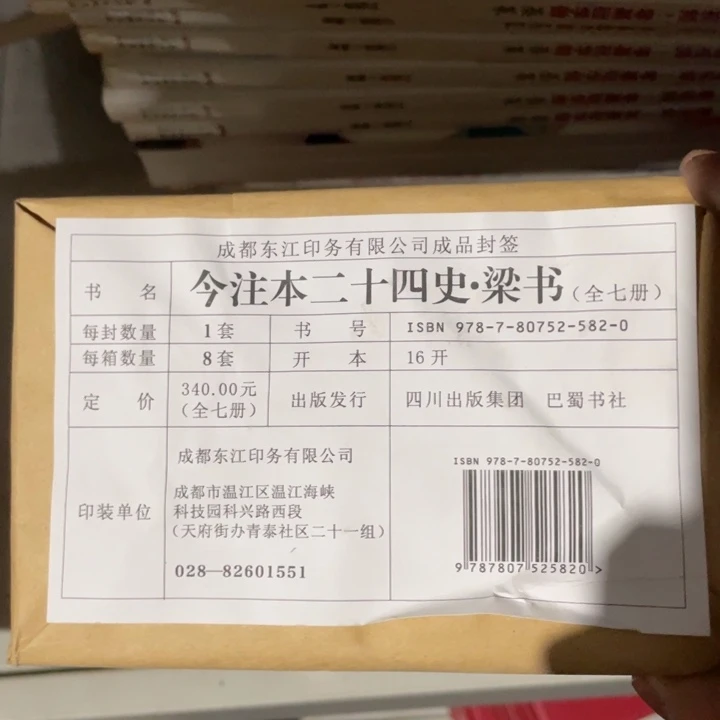 成都东江印务有限公司成品封签
书 名 今注本二十四史·梁书（全七册）
每封数量 1套 书 号 ISBN 978-7-80752-582-0
每箱数量 8套 开 本 16开
定 价 340.00元（全七册） 出版发行 四川出版集团 巴蜀书社
印装单位
成都东江印务有限公司
成都市温江区温江海峡
科技园科兴路西段
（天府街办青泰社区二十一组）
028—82601551
ISBN 978-7-80752-582-0
9 787807 525820 >